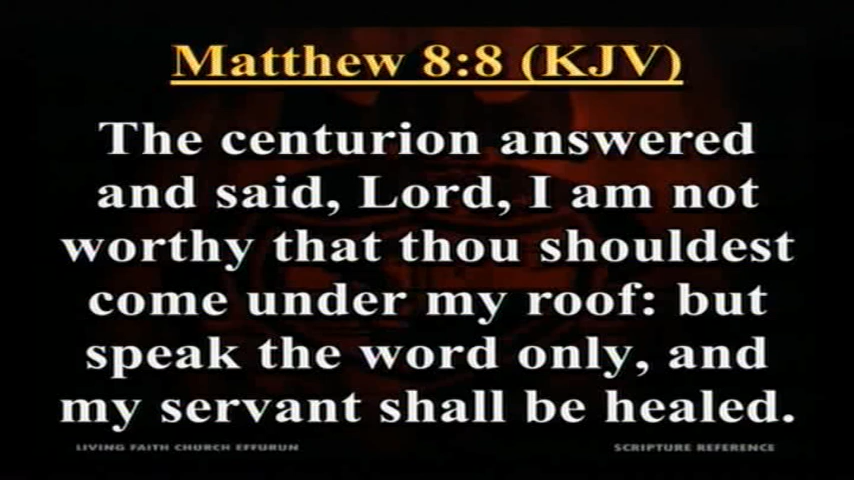 Matthew 8:8 (KJV)
The centurion answered
and said, Lord, I am not
worthy that thou shouldest
come under my roof: but
speak the word only, and
my servant shall be healed.
LIVING FAITH CHURCH EFFURUN
SCRIPTURE REFERENCE